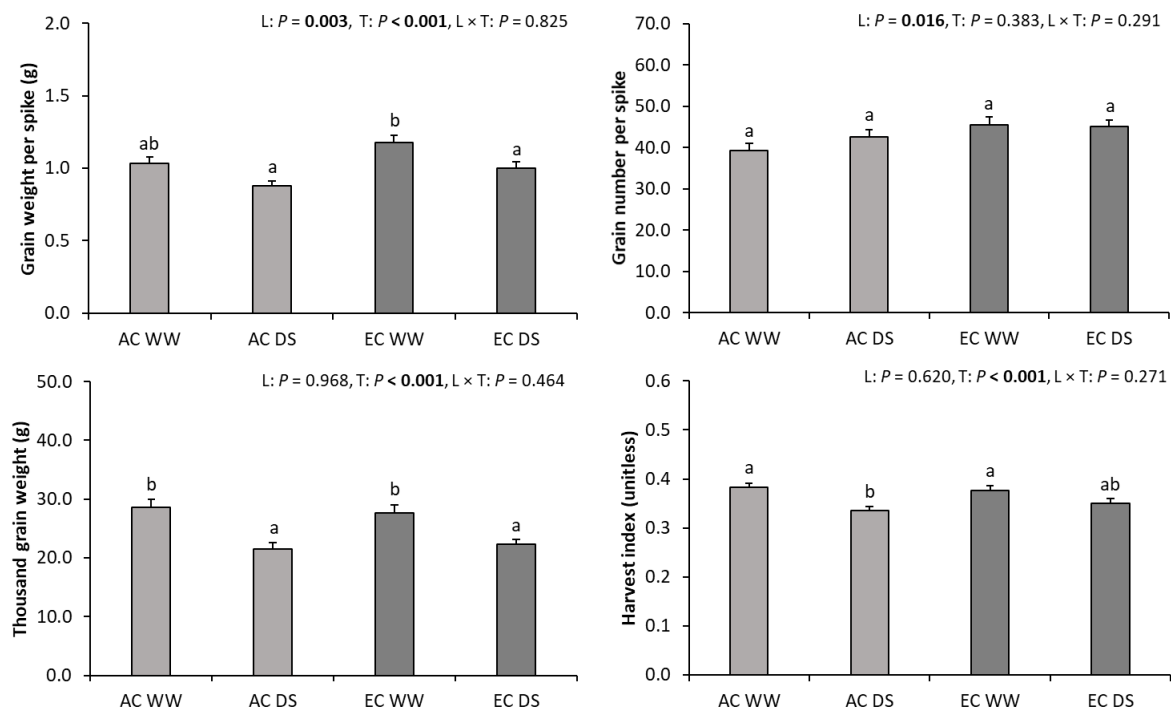 L: P = 0.003, T: P < 0.001, L × T: P = 0.825
Grain weight per spike (g)
2.0
1.5
1.0
0.5
0.0
ab
a
b
a
AC WW
AC DS
EC WW
EC DS
L: P = 0.016, T: P = 0.383, L × T: P = 0.291
Grain number per spike
70.0
60.0
50.0
40.0
30.0
20.0
10.0
0.0
a
a
a
a
AC WW
AC DS
EC WW
EC DS
L: P = 0.968, T: P < 0.001, L × T: P = 0.464
Thousand grain weight (g)
50.0
40.0
30.0
20.0
10.0
0.0
b
a
b
a
AC WW
AC DS
EC WW
EC DS
L: P = 0.620, T: P < 0.001, L × T: P = 0.271
Harvest index (unitless)
0.6
0.5
0.4
0.3
0.2
0.1
0.0
a
b
a
ab
AC WW
AC DS
EC WW
EC DS